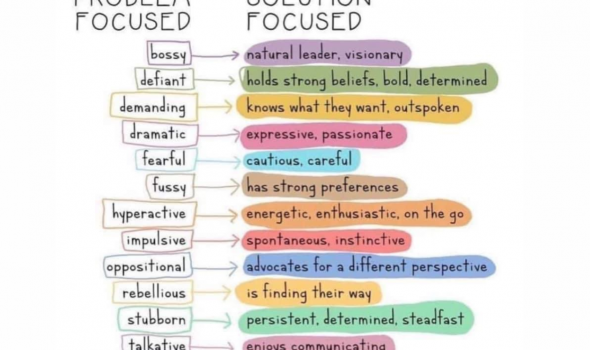 PROBLEM SOLUTION
FOCUSED FOCUSED
bossy natural leader, visionary
defiant holds strong beliefs, bold, determined
demanding knows what they want, outspoken
dramatic expressive, passionate
fearful cautious, careful
fussy has strong preferences
hyperactive energetic, enthusiastic, on the go
impulsive spontaneous, instinctive
oppositional advocates for a different perspective
rebellious is finding their way
stubborn persistent, determined, steadfast
talkative enjoys communicating